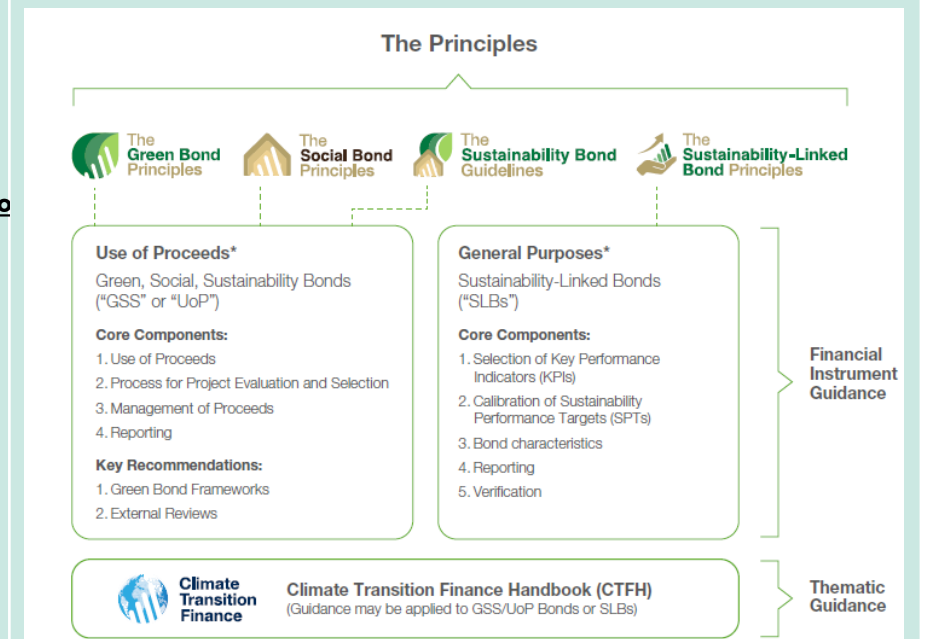 The Principles
The
Green Bond
Principles
The
Social Bond
Principles
The
Sustainability Bond
Guidelines
The
Sustainability-Linked
Bond Principles
Use of Proceeds*
Green, Social, Sustainability Bonds
(“GSS” or “UoP”)
Core Components:
1. Use of Proceeds
2. Process for Project Evaluation and Selection
3. Management of Proceeds
4. Reporting
Key Recommendations:
1. Green Bond Frameworks
2. External Reviews
General Purposes*
Sustainability-Linked Bonds
(“SLBs”)
Core Components:
1. Selection of Key Performance
Indicators (KPIs)
2. Calibration of Sustainability
Performance Targets (SPTs)
3. Bond characteristics
4. Reporting
5. Verification
Financial
Instrument
Guidance
Climate
Transition
Finance
Climate Transition Finance Handbook (CTFH)
(Guidance may be applied to GSS/UoP Bonds or SLBs)
Thematic
Guidance